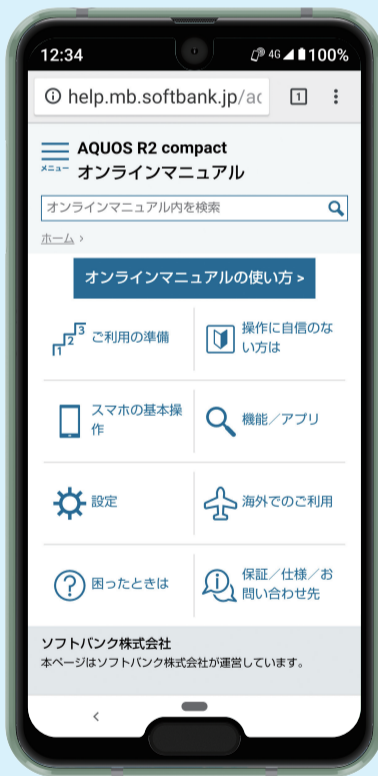 12:34
4G 100%
help.mb.softbank.jp/ac
1
AQUOS R2 compact
メニュー
オンラインマニュアル
オンラインマニュアル内を検索
ホーム >
オンラインマニュアルの使い方 >
1 2 3
ご利用の準備
操作に自信のな
い方は
スマホの基本操
作
機能/アプリ
設定
海外でのご利用
?
困ったときは
i
保証/仕様/お
問い合わせ先
ソフトバンク株式会社
本ページはソフトバンク株式会社が運営しています。